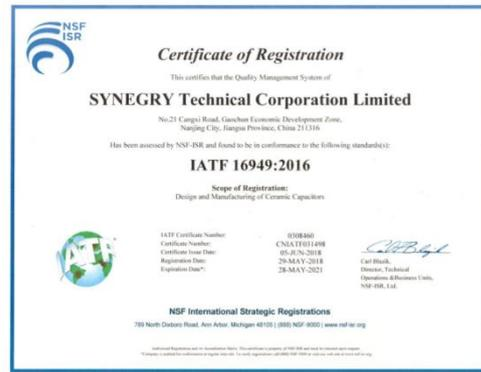 NSF
ISR
Certificate of Registration
This certifies that the Quality Management System of
SYNEGRY Technical Corporation Limited
No.21 Cangxi Road, Gaochun Economic Development Zone,
Nanjing City, Jiangsu Province, China 211316
Has been assessed by NSF-ISR and found to be in conformance to the following standard(s):
IATF 16949:2016
Scope of Registration:
Design and Manufacturing of Ceramic Capacitors
IATF
IATF Certificate Number: 0308460
Certificate Number: CNIATF031498
Certificate Issue Date: 05-JUN-2018
Registration Date: 29-MAY-2018
Expiration Date*: 28-MAY-2021
Carl Blazik,
Director, Technical
Operations &Business Units,
NSF-ISR, Ltd.
NSF International Strategic Registrations
789 North Dixboro Road, Ann Arbor, Michigan 48105 | (888) NSF-9000 | www.nsf-isr.org